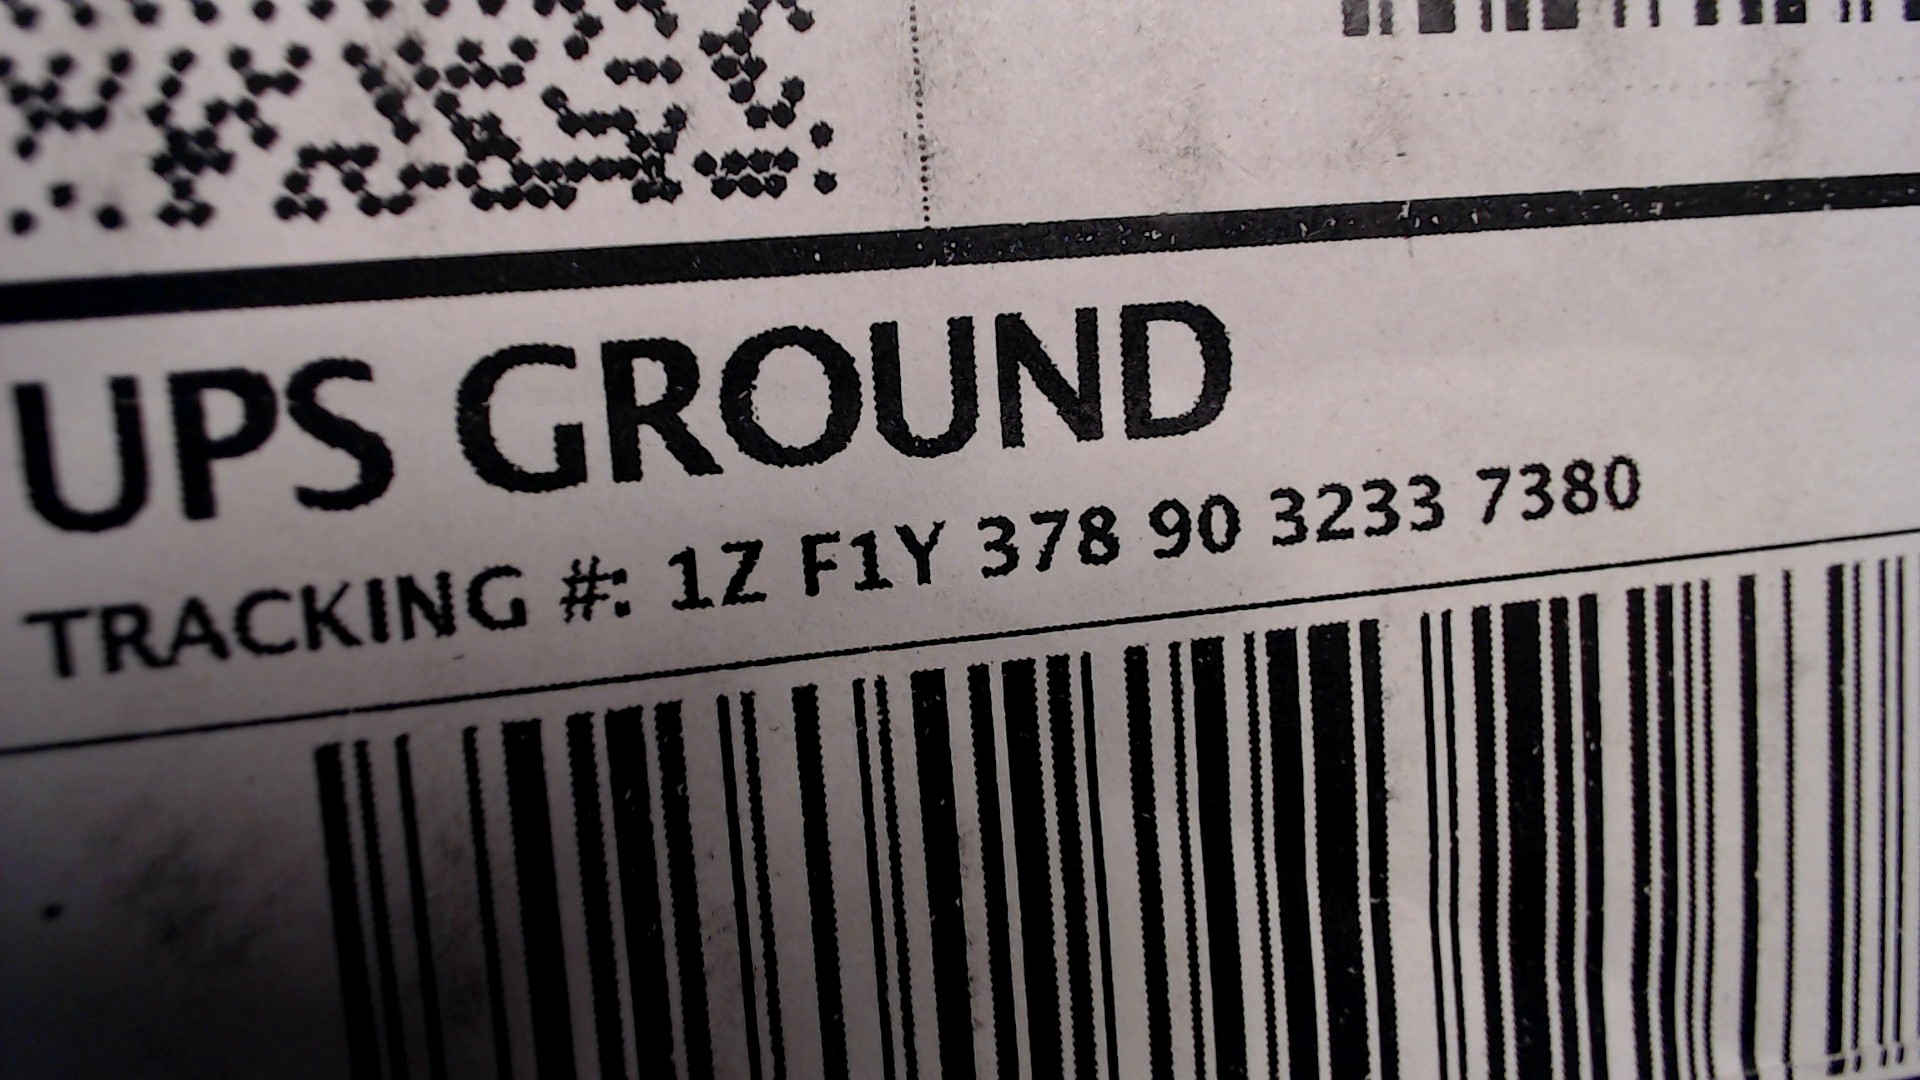 UPS GROUND
TRACKING #: 1Z F1Y 378 90 3233 7380